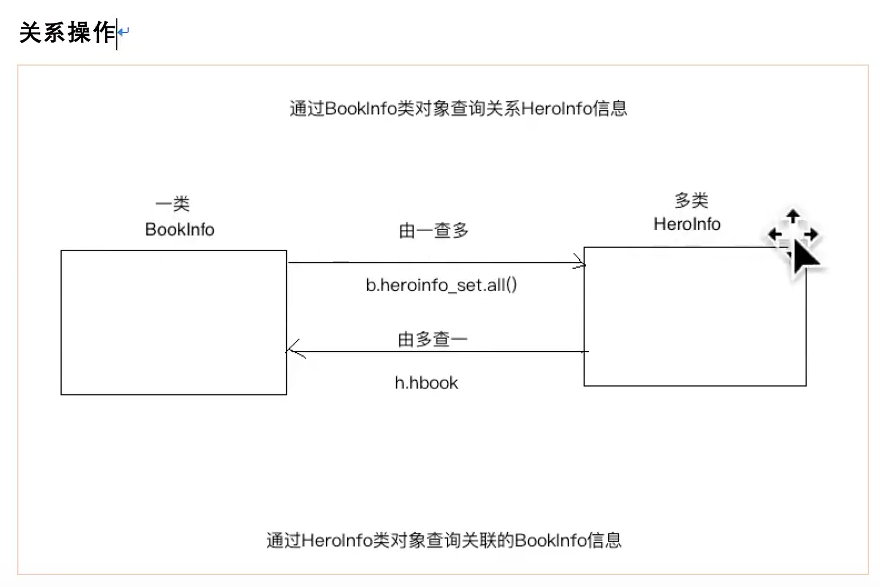 关系操作
通过BookInfo类对象查询关系HeroInfo信息
一类
BookInfo
多类
HeroInfo
由一查多
b.heroinfo_set.all()
由多查一
h.hbook
通过HeroInfo类对象查询关联的BookInfo信息